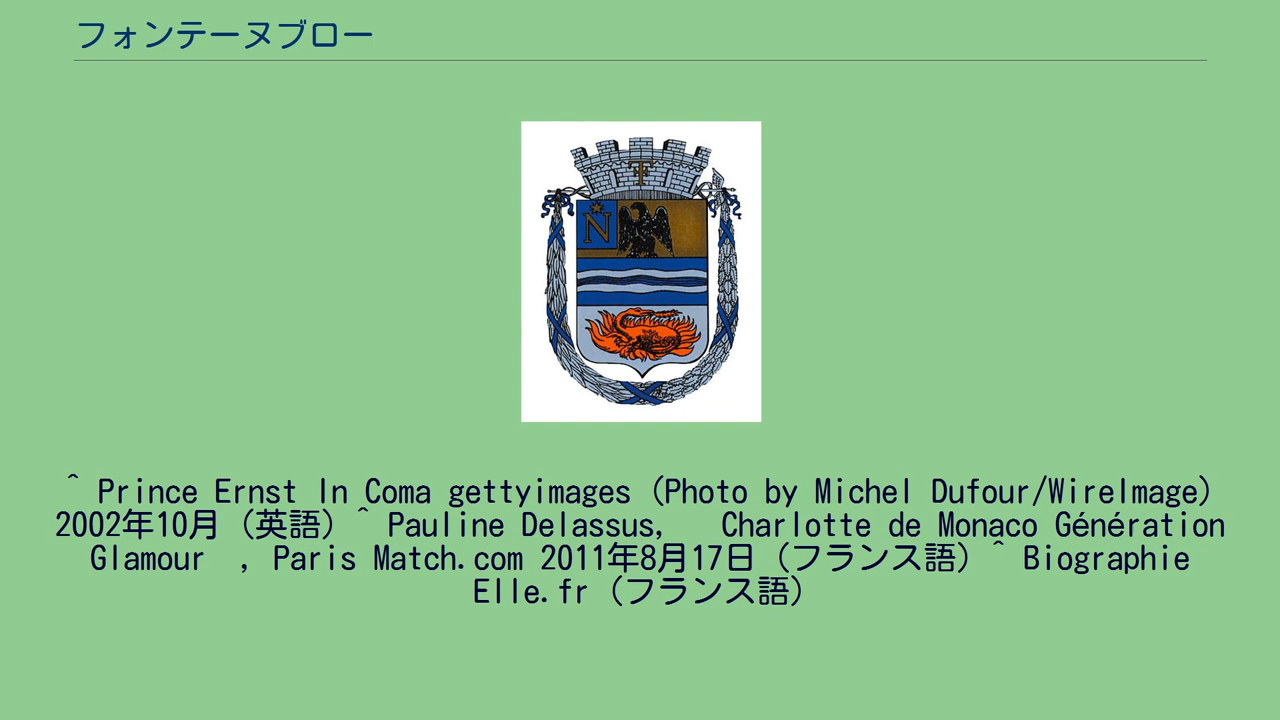 フォンテーヌブロー
T
N
^ Prince Ernst In Coma gettyimages (Photo by Michel Dufour/WireImage)
2002年10月（英語）^ Pauline Delassus,　 Charlotte de Monaco Génération
Glamour　, Paris Match.com 2011年8月17日（フランス語）^ Biographie
Elle.fr（フランス語）